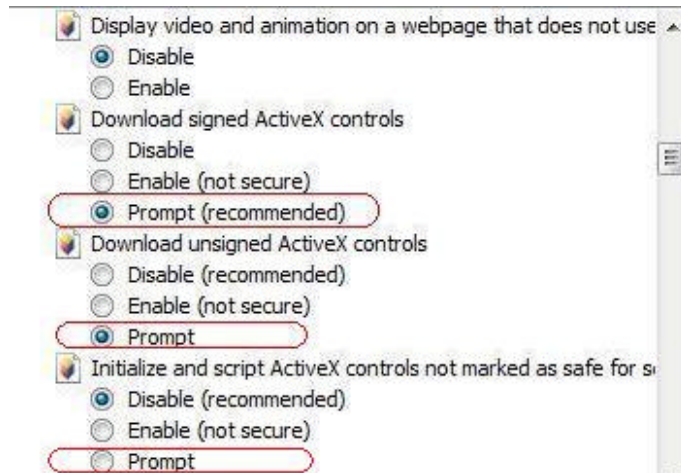 Display video and animation on a webpage that does not use
Disable
Enable
Download signed ActiveX controls
Disable
Enable (not secure)
Prompt (recommended)
Download unsigned ActiveX controls
Disable (recommended)
Enable (not secure)
Prompt
Initialize and script ActiveX controls not marked as safe for
Disable (recommended)
Enable (not secure)
Prompt